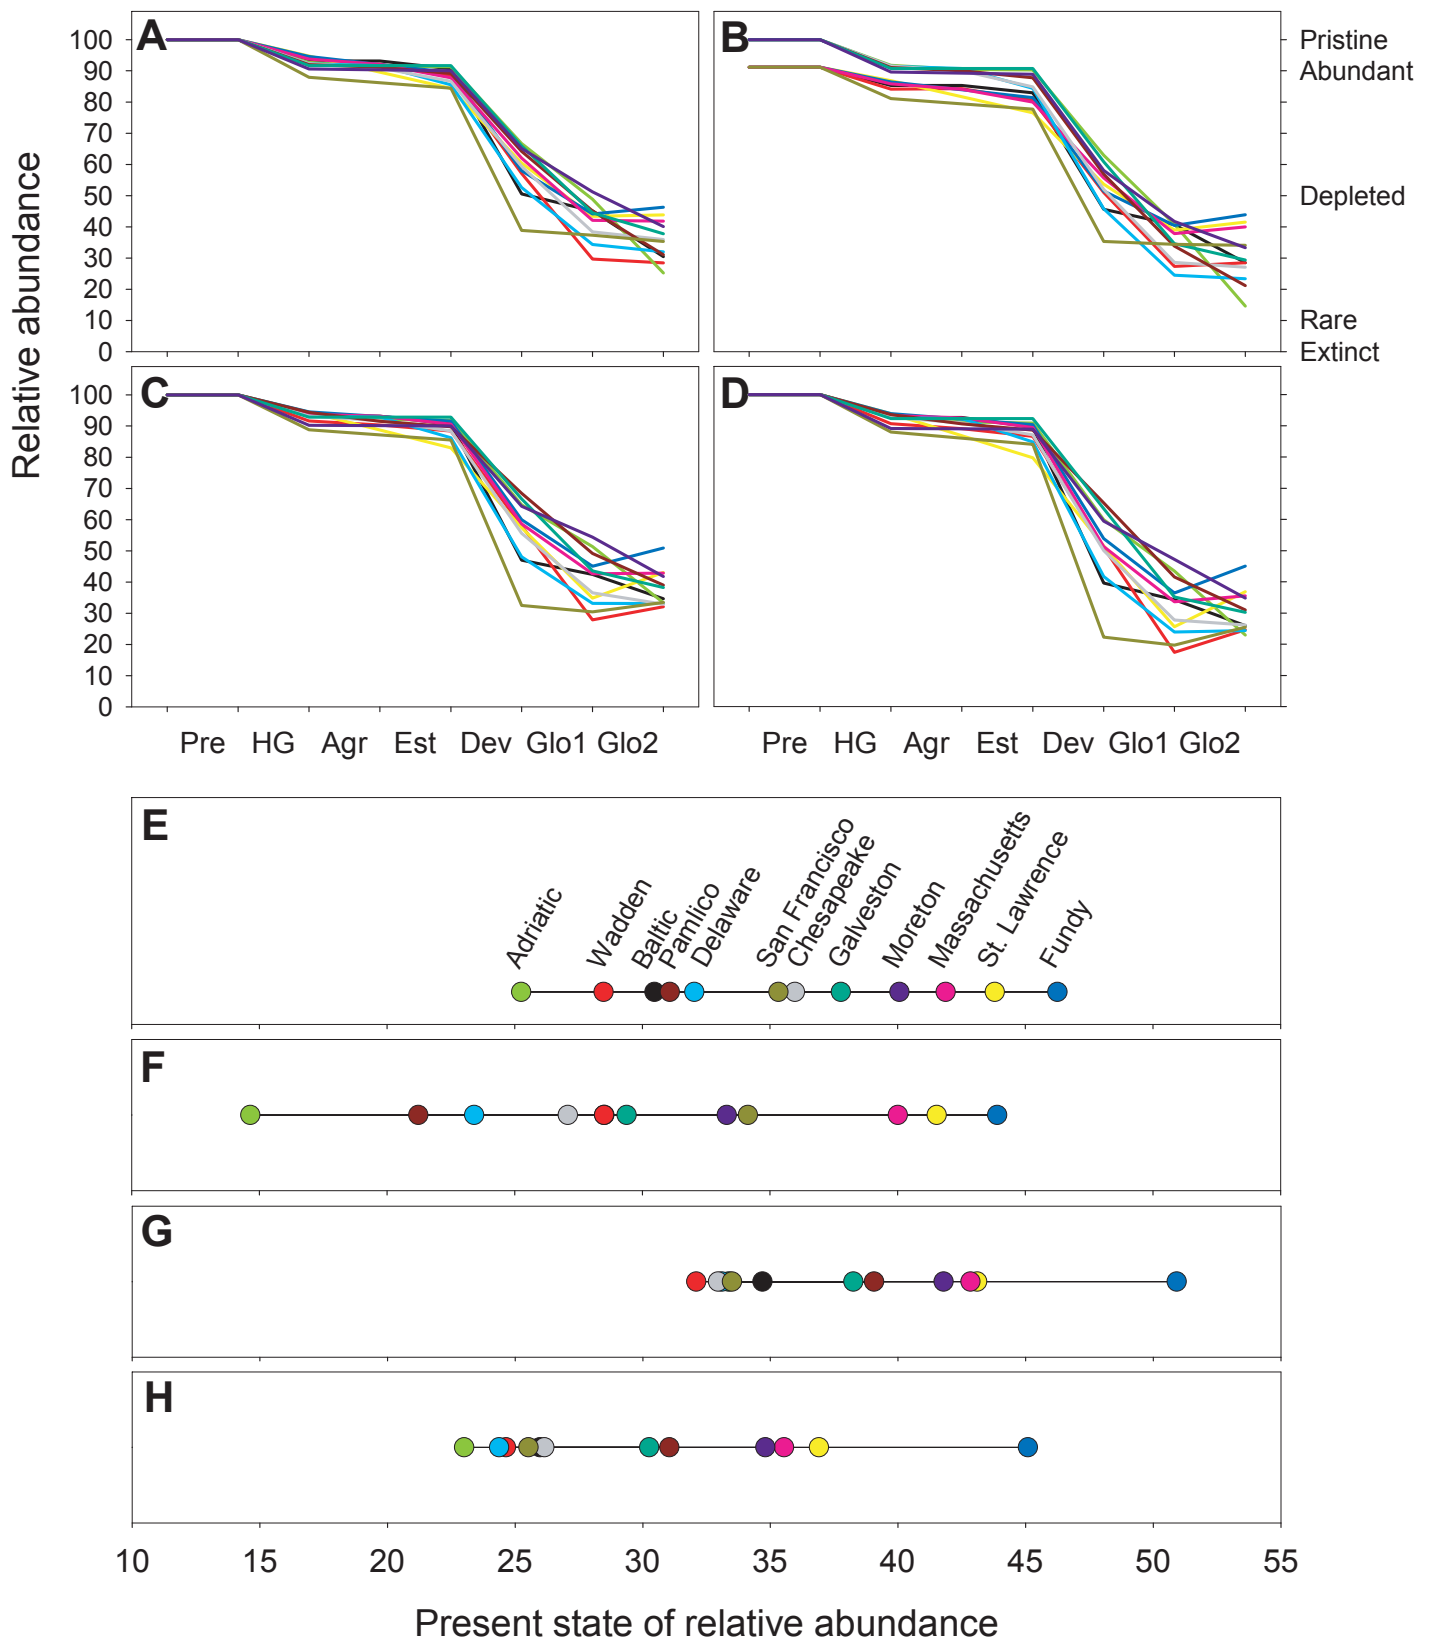 A
B
100
90
80
70
60
50
40
30
20
10
0
Pristine
Abundant
Depleted
Rare
Extinct
Relative abundance
C
D
100
90
80
70
60
50
40
30
20
10
0
Pre HG Agr Est Dev Glo1 Glo2
Pre HG Agr Est Dev Glo1 Glo2
E
Adriatic
Wadden
Baltic
Pamlico
Delaware
San Francisco
Chesapeake
Galveston
Moreton
Massachusetts
St. Lawrence
Fundy
F
G
H
10 15 20 25 30 35 40 45 50 55
Present state of relative abundance